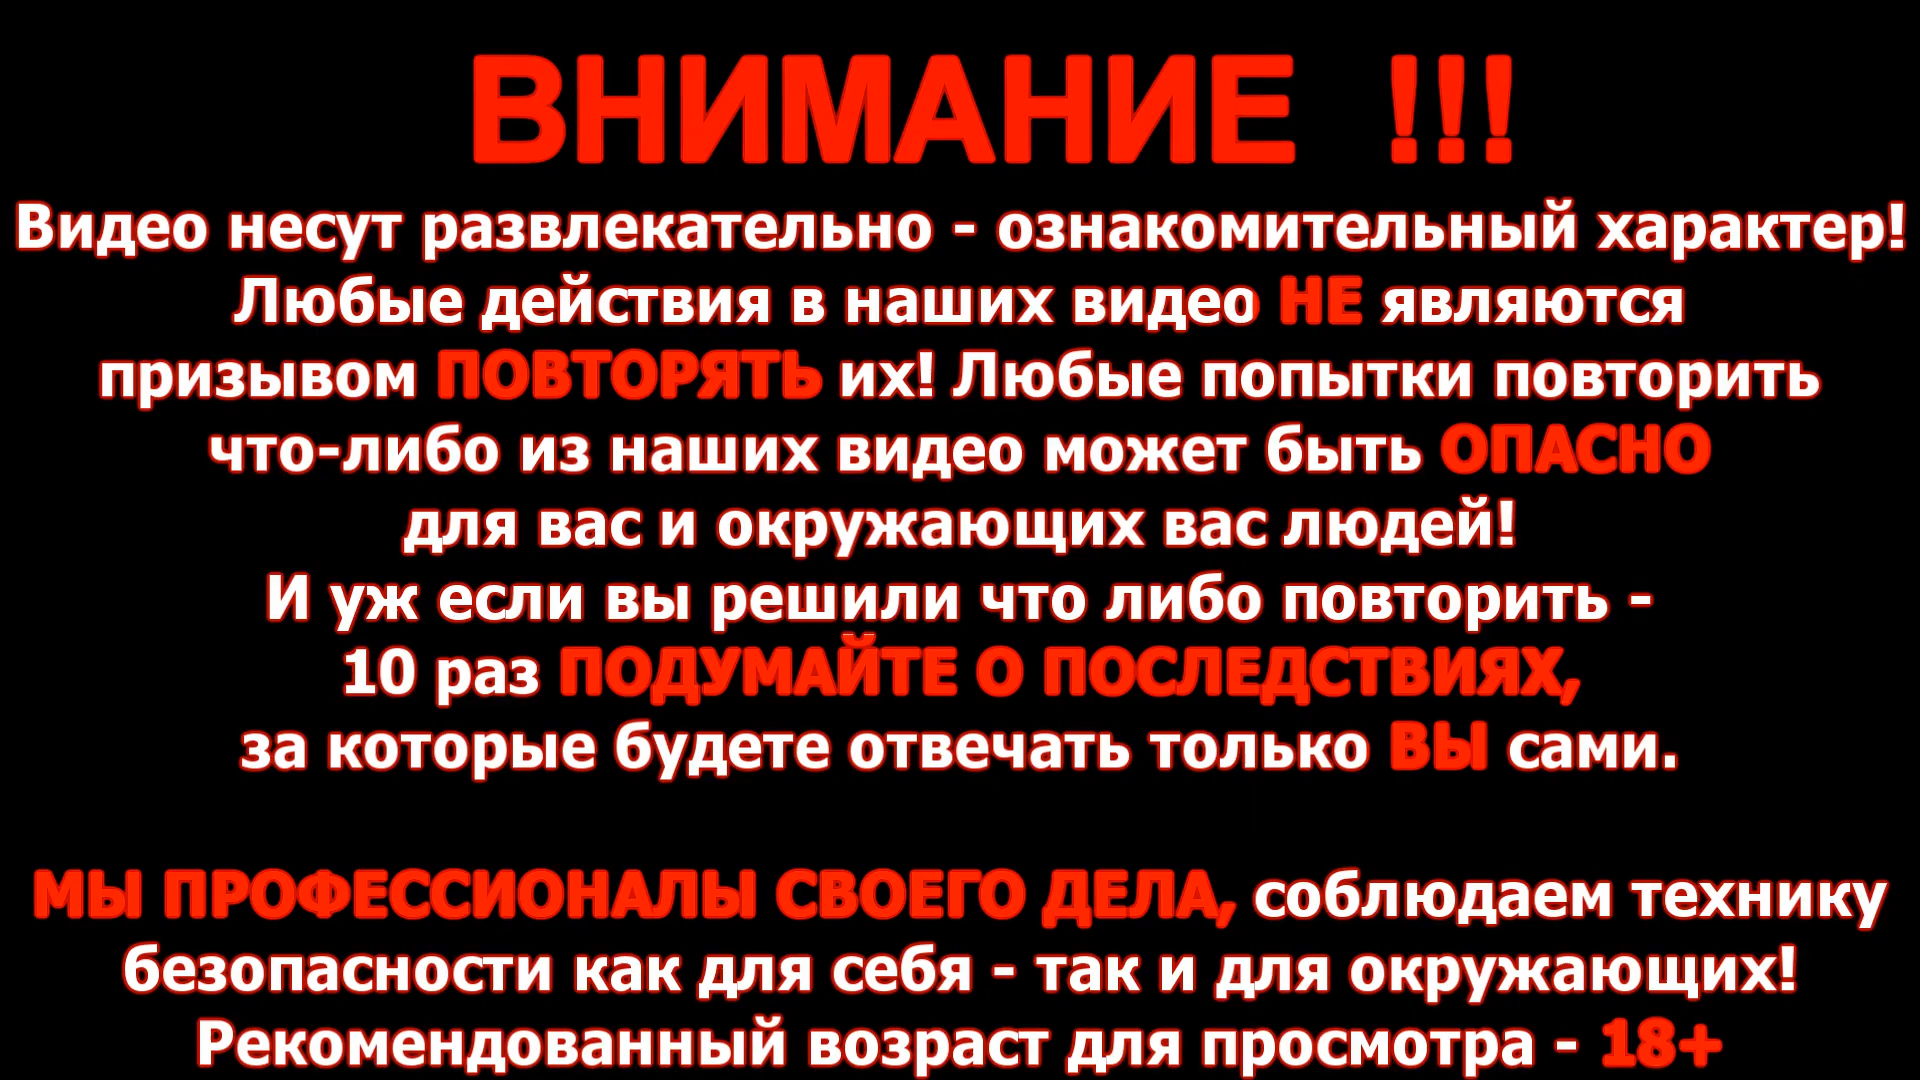 ВНИМАНИЕ !!!
Видео несут развлекательно - ознакомительный характер!
Любые действия в наших видео НЕ являются
призывом ПОВТОРЯТЬ их! Любые попытки повторить
что-либо из наших видео может быть ОПАСНО
для вас и окружающих вас людей!
И уж если вы решили что либо повторить -
10 раз ПОДУМАЙТЕ О ПОСЛЕДСТВИЯХ,
за которые будете отвечать только ВЫ сами.
МЫ ПРОФЕССИОНАЛЫ СВОЕГО ДЕЛА, соблюдаем технику
безопасности как для себя - так и для окружающих!
Рекомендованный возраст для просмотра - 18+